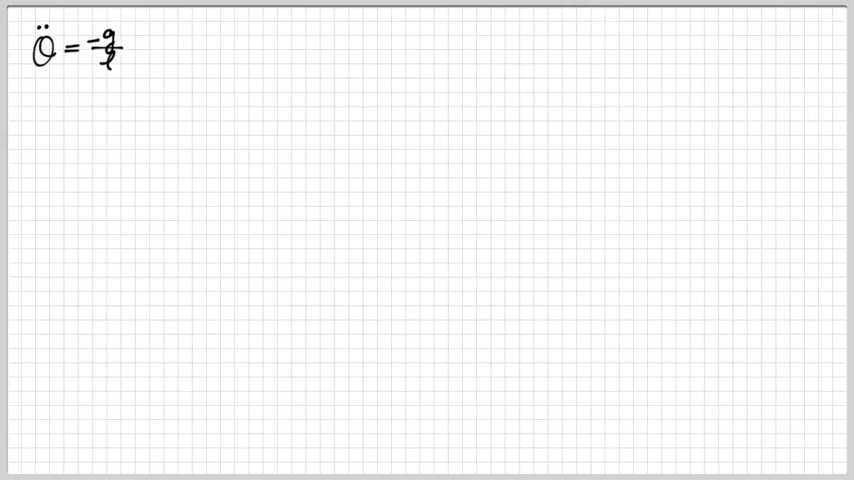 θ̈ = -g/l